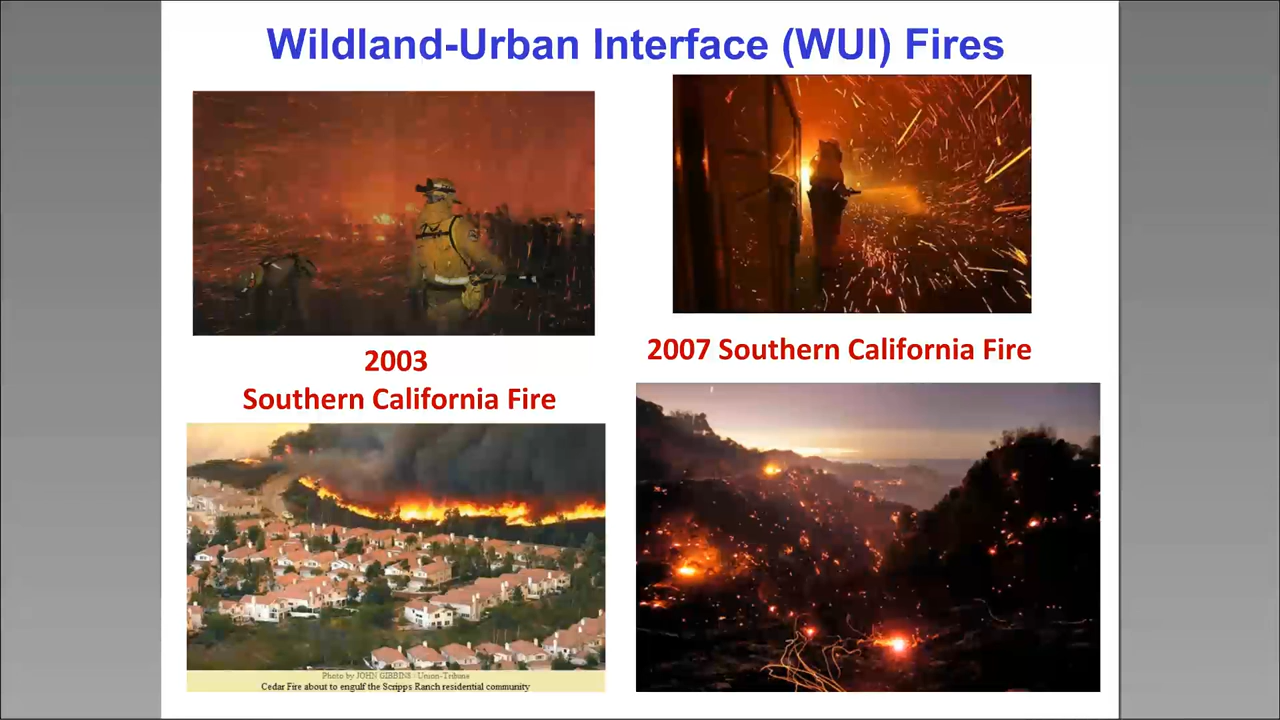 Wildland-Urban Interface (WUI) Fires
2003
Southern California Fire
2007 Southern California Fire
Photo by JOHN GIBBINS / Union-Tribune
Cedar Fire about to engulf the Scripps Ranch residential community